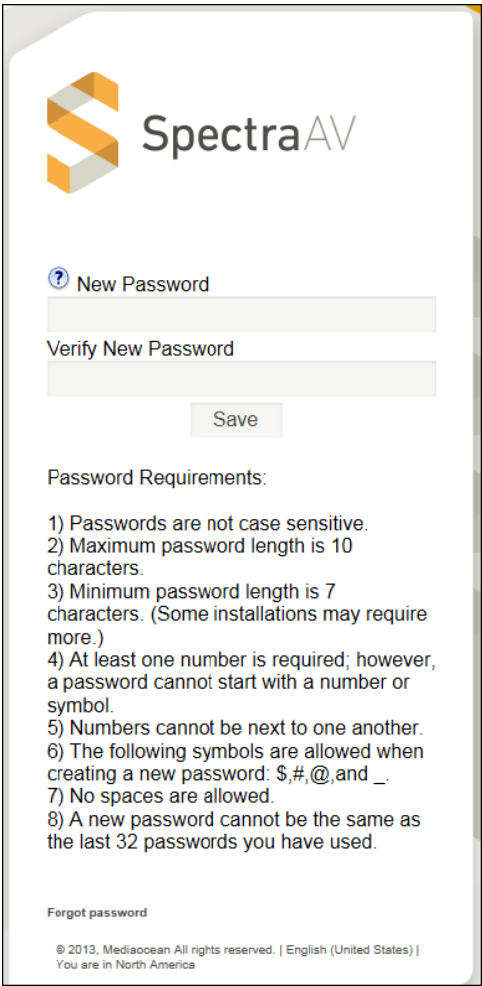 SpectraAV
? New Password
Verify New Password
Save
Password Requirements:
1) Passwords are not case sensitive.
2) Maximum password length is 10
characters.
3) Minimum password length is 7
characters. (Some installations may require
more.)
4) At least one number is required; however,
a password cannot start with a number or
symbol.
5) Numbers cannot be next to one another.
6) The following symbols are allowed when
creating a new password: $,#,@,and _.
7) No spaces are allowed.
8) A new password cannot be the same as
the last 32 passwords you have used.
Forgot password
© 2013, Mediaocean All rights reserved. | English (United States) |
You are in North America